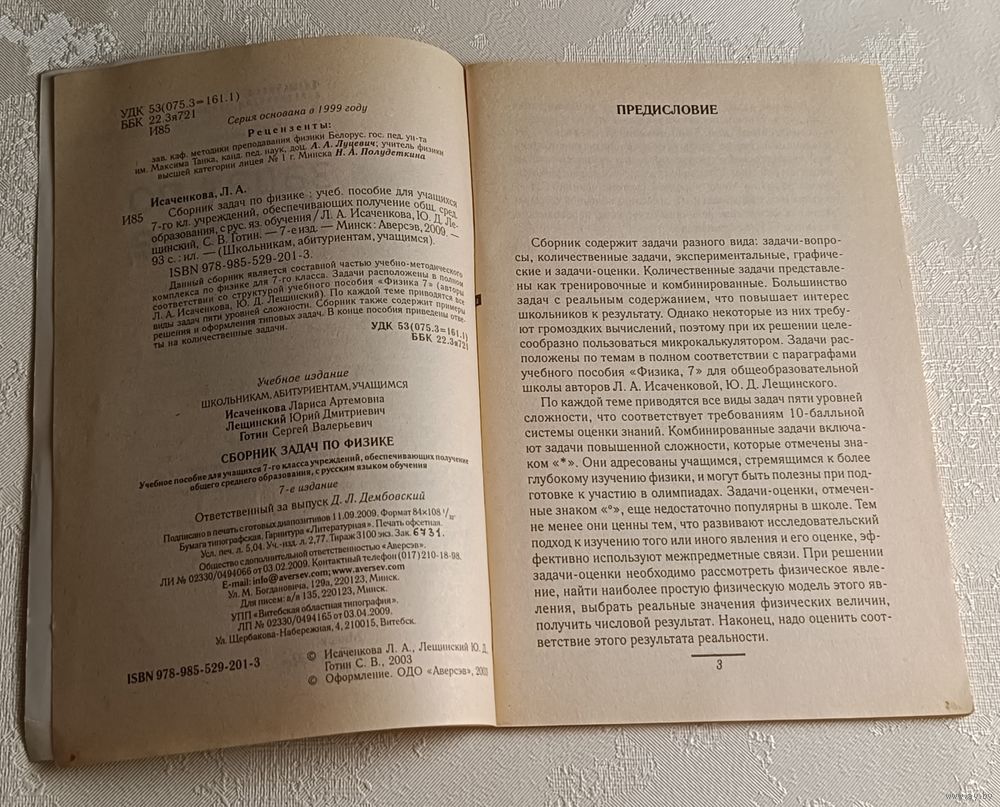 УДК 53(075.3=161.1)
ББК 22.3я721
И85
Серия основана в 1999 году
Рецензенты:
зав. каф. методики преподавания физики Белорус. гос. пед. ун-та
им. Максима Танка, канд. пед. наук, доц. А. А. Луцевич; учитель физики
высшей категории лицея № 1 г. Минска Н. А. Полудеткина
Исаченкова, Л. А.
И85 Сборник задач по физике : учеб. пособие для учащихся
7-го кл. учреждений, обеспечивающих получение общ. сред.
образования, с рус. яз. обучения / Л. А. Исаченкова, Ю. Д. Ле-
щинский, С. В. Готин. — 7-е изд. — Минск : Аверсэв, 2009. —
93 с. : ил. — (Школьникам, абитуриентам, учащимся).
ISBN 978-985-529-201-3.
Данный сборник является составной частью учебно-методического
комплекса по физике для 7-го класса. Задачи расположены в полном
соответствии со структурой учебного пособия «Физика 7» (авторы
Л. А. Исаченкова, Ю. Д. Лещинский). По каждой теме приводятся все
виды задач пяти уровней сложности. Сборник также содержит примеры
решения и оформления типовых задач. В конце пособия приведены отве-
ты на количественные задачи.
УДК 53(075.3=161.1)
ББК 22.3я721
Учебное издание
ШКОЛЬНИКАМ, АБИТУРИЕНТАМ, УЧАЩИМСЯ
Исаченкова Лариса Артемовна
Лещинский Юрий Дмитриевич
Готин Сергей Валерьевич
СБОРНИК ЗАДАЧ ПО ФИЗИКЕ
Учебное пособие для учащихся 7-го класса учреждений, обеспечивающих получение
общего среднего образования, с русским языком обучения
7-е издание
Ответственный за выпуск Д. Л. Дембовский
Подписано в печать с готовых диапозитивов 11.09.2009. Формат 84×108 1/32.
Бумага типографская. Гарнитура «Литературная». Печать офсетная.
Усл. печ. л. 5,04. Уч.-изд. л. 2,77. Тираж 3100 экз. Зак. 6731.
Общество с дополнительной ответственностью «Аверсэв».
ЛИ № 02330/0494066 от 03.02.2009. Контактный телефон (017) 210-18-98.
E-mail: info@aversev.com; www.aversev.com
Ул. М. Богдановича, 129а, 220123, Минск.
Для писем: а/я 135, 220123, Минск.
УПП «Витебская областная типография».
ЛП № 02330/0494165 от 03.04.2009.
Ул. Щербакова-Набережная, 4, 210015, Витебск.
ISBN 978-985-529-201-3
© Исаченкова Л. А., Лещинский Ю. Д.
Готин С. В., 2003
© Оформление. ОДО «Аверсэв», 2003
ПРЕДИСЛОВИЕ
Сборник содержит задачи разного вида: задачи-вопро-
сы, количественные задачи, экспериментальные, графиче-
ские и задачи-оценки. Количественные задачи представле-
ны как тренировочные и комбинированные. Большинство
задач с реальным содержанием, что повышает интерес
школьников к результату. Однако некоторые из них требу-
ют громоздких вычислений, поэтому при их решении целе-
сообразно пользоваться микрокалькулятором. Задачи рас-
положены по темам в полном соответствии с параграфами
учебного пособия «Физика, 7» для общеобразовательной
школы авторов Л. А. Исаченковой, Ю. Д. Лещинского.
По каждой теме приводятся все виды задач пяти уровней
сложности, что соответствует требованиям 10-балльной
системы оценки знаний. Комбинированные задачи включа-
ют задачи повышенной сложности, которые отмечены зна-
ком «*». Они адресованы учащимся, стремящимся к более
глубокому изучению физики, и могут быть полезны при под-
готовке к участию в олимпиадах. Задачи-оценки, отмечен-
ные знаком «°», еще недостаточно популярны в школе. Тем
не менее они ценны тем, что развивают исследовательский
подход к изучению того или иного явления и его оценке, эф-
фективно используют межпредметные связи. При решении
задачи-оценки необходимо рассмотреть физическое явле-
ние, найти наиболее простую физическую модель этого яв-
ления, выбрать реальные значения физических величин,
получить числовой результат. Наконец, надо оценить соот-
ветствие этого результата реальности.
3